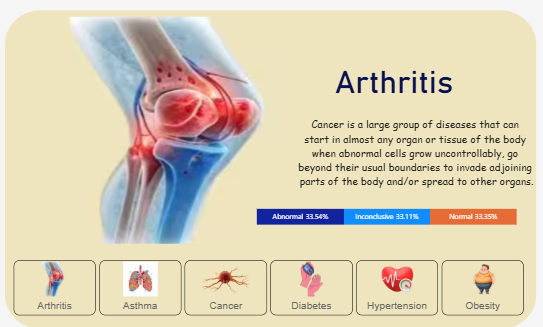 Arthritis
Cancer is a large group of diseases that can
start in almost any organ or tissue of the body
when abnormal cells grow uncontrollably, go
beyond their usual boundaries to invade adjoining
parts of the body and/or spread to other organs.
Abnormal 33.54% Inconclusive 33.11% Normal 33.35%
Arthritis Asthma Cancer Diabetes Hypertension Obesity